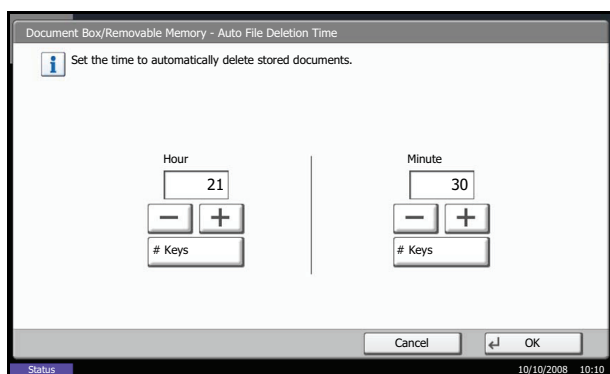 Document Box/Removable Memory - Auto File Deletion Time
Set the time to automatically delete stored documents.
Hour
Minute
21
30
# Keys
# Keys
Cancel
OK
Status
10/10/2008 10:10